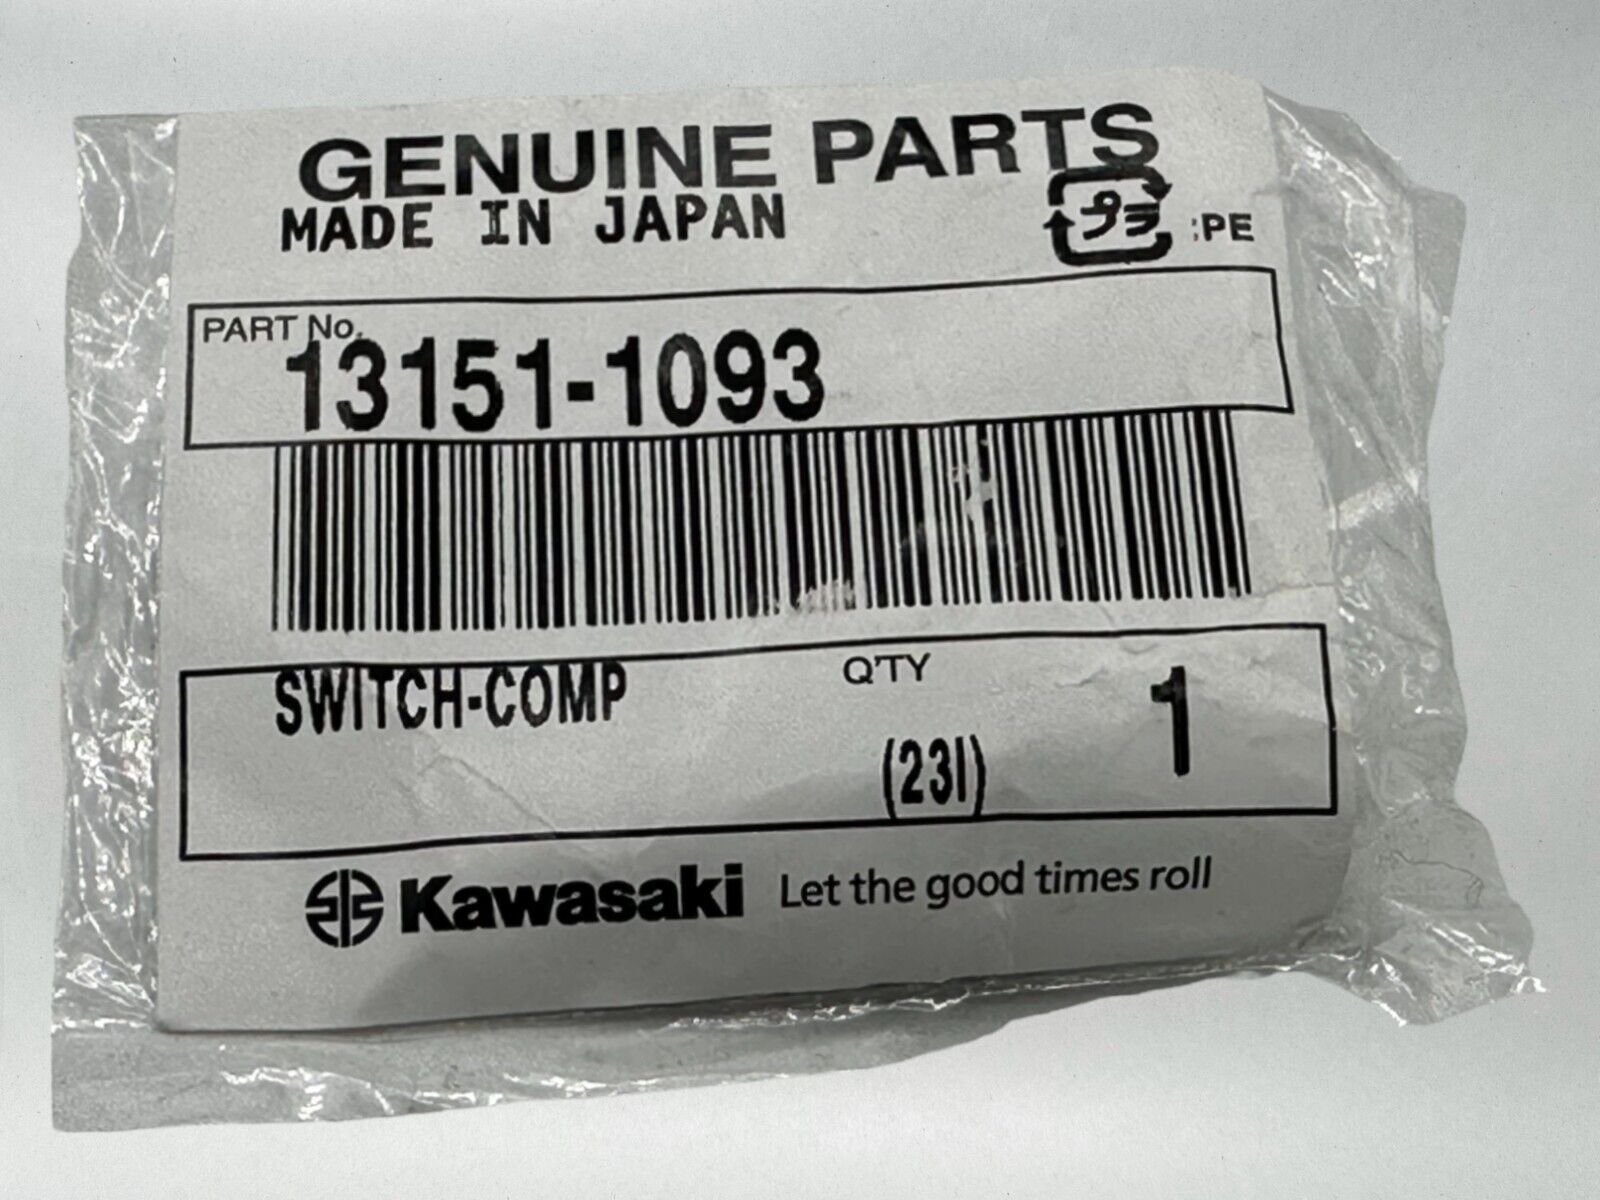 GENUINE PARTS
MADE IN JAPAN
プラ :PE
PART No.
13151-1093
SWITCH-COMP
Q'TY
1
(23I)
Kawasaki Let the good times roll